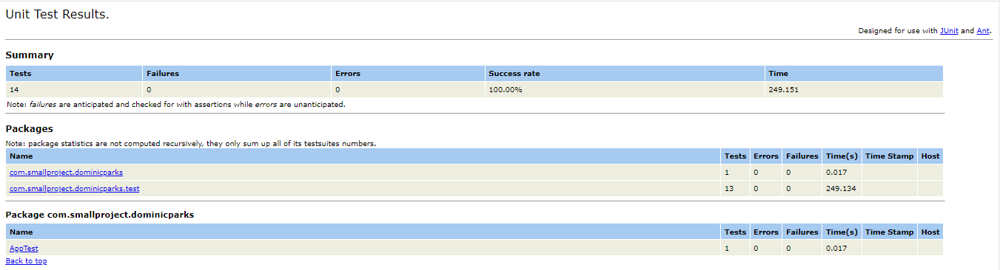 Unit Test Results.
Designed for use with JUnit and Ant.
Summary
Tests Failures Errors Success rate Time
14 0 0 100.00% 249.151
Note: failures are anticipated and checked for with assertions while errors are unanticipated.
Packages
Note: package statistics are not computed recursively, they only sum up all of its testsuites numbers.
Name Tests Errors Failures Time(s) Time Stamp Host
com.smallproject.dominicparks 1 0 0 0.017
com.smallproject.dominicparks.test 13 0 0 249.134
Package com.smallproject.dominicparks
Name Tests Errors Failures Time(s) Time Stamp Host
AppTest 1 0 0 0.017
Back to top